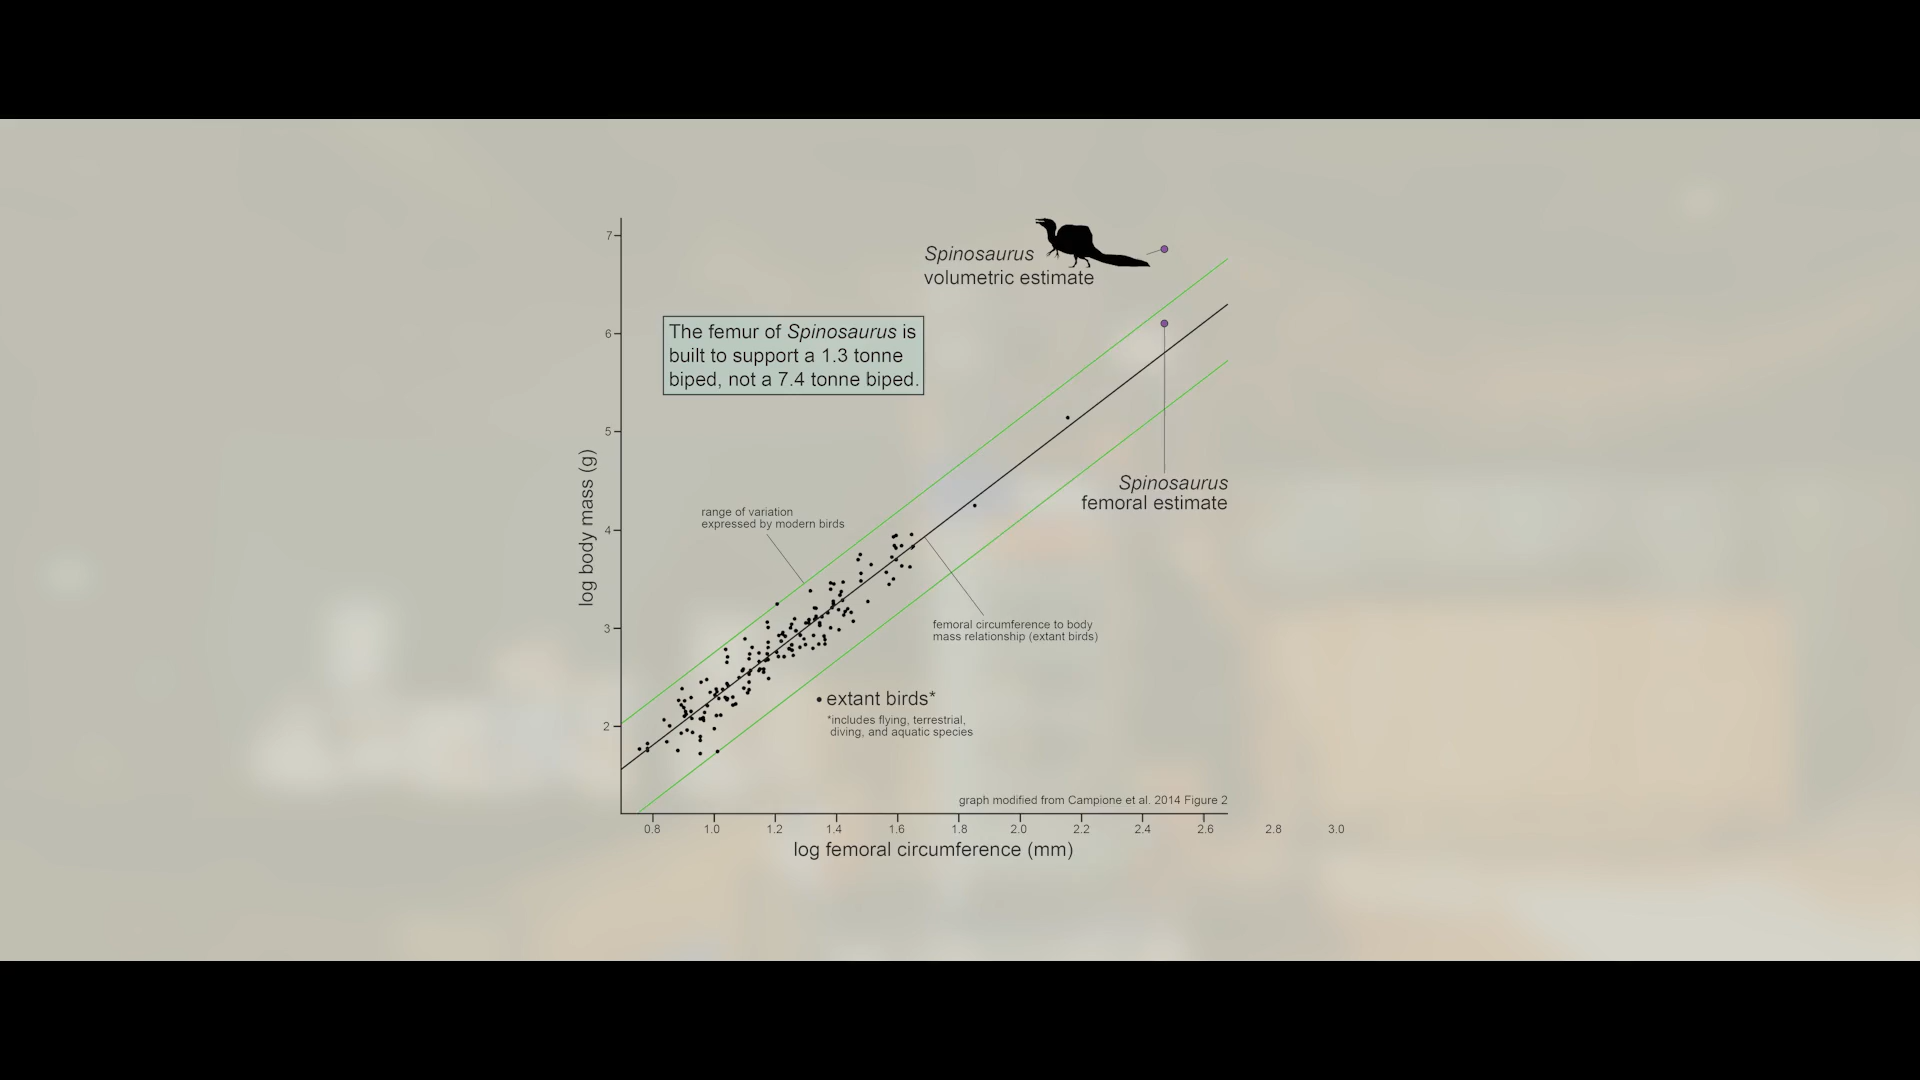 7
Spinosaurus
volumetric estimate
6
The femur of Spinosaurus is
built to support a 1.3 tonne
biped, not a 7.4 tonne biped.
5
Spinosaurus
femoral estimate
log body mass (g)
range of variation
expressed by modern birds
4
femoral circumference to body
mass relationship (extant birds)
3
extant birds*
*includes flying, terrestrial,
diving, and aquatic species
2
graph modified from Campione et al. 2014 Figure 2
0.8 1.0 1.2 1.4 1.6 1.8 2.0 2.2 2.4 2.6 2.8 3.0
log femoral circumference (mm)